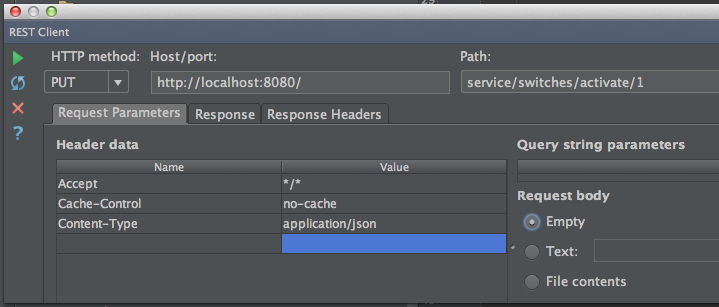 REST Client
HTTP method: Host/port: Path:
PUT http://localhost:8080/ service/switches/activate/1
Request Parameters Response Response Headers
Header data Query string parameters
Name Value
Accept */*
Cache-Control no-cache
Content-Type application/json
Request body
Empty
Text:
File contents